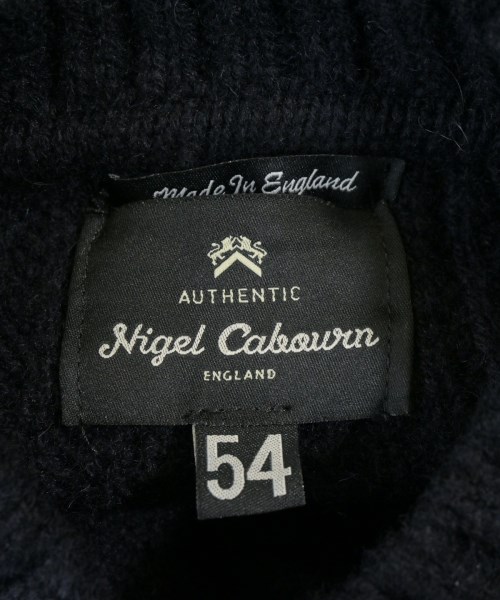 Made In England
AUTHENTIC
Nigel Cabourn
ENGLAND
54